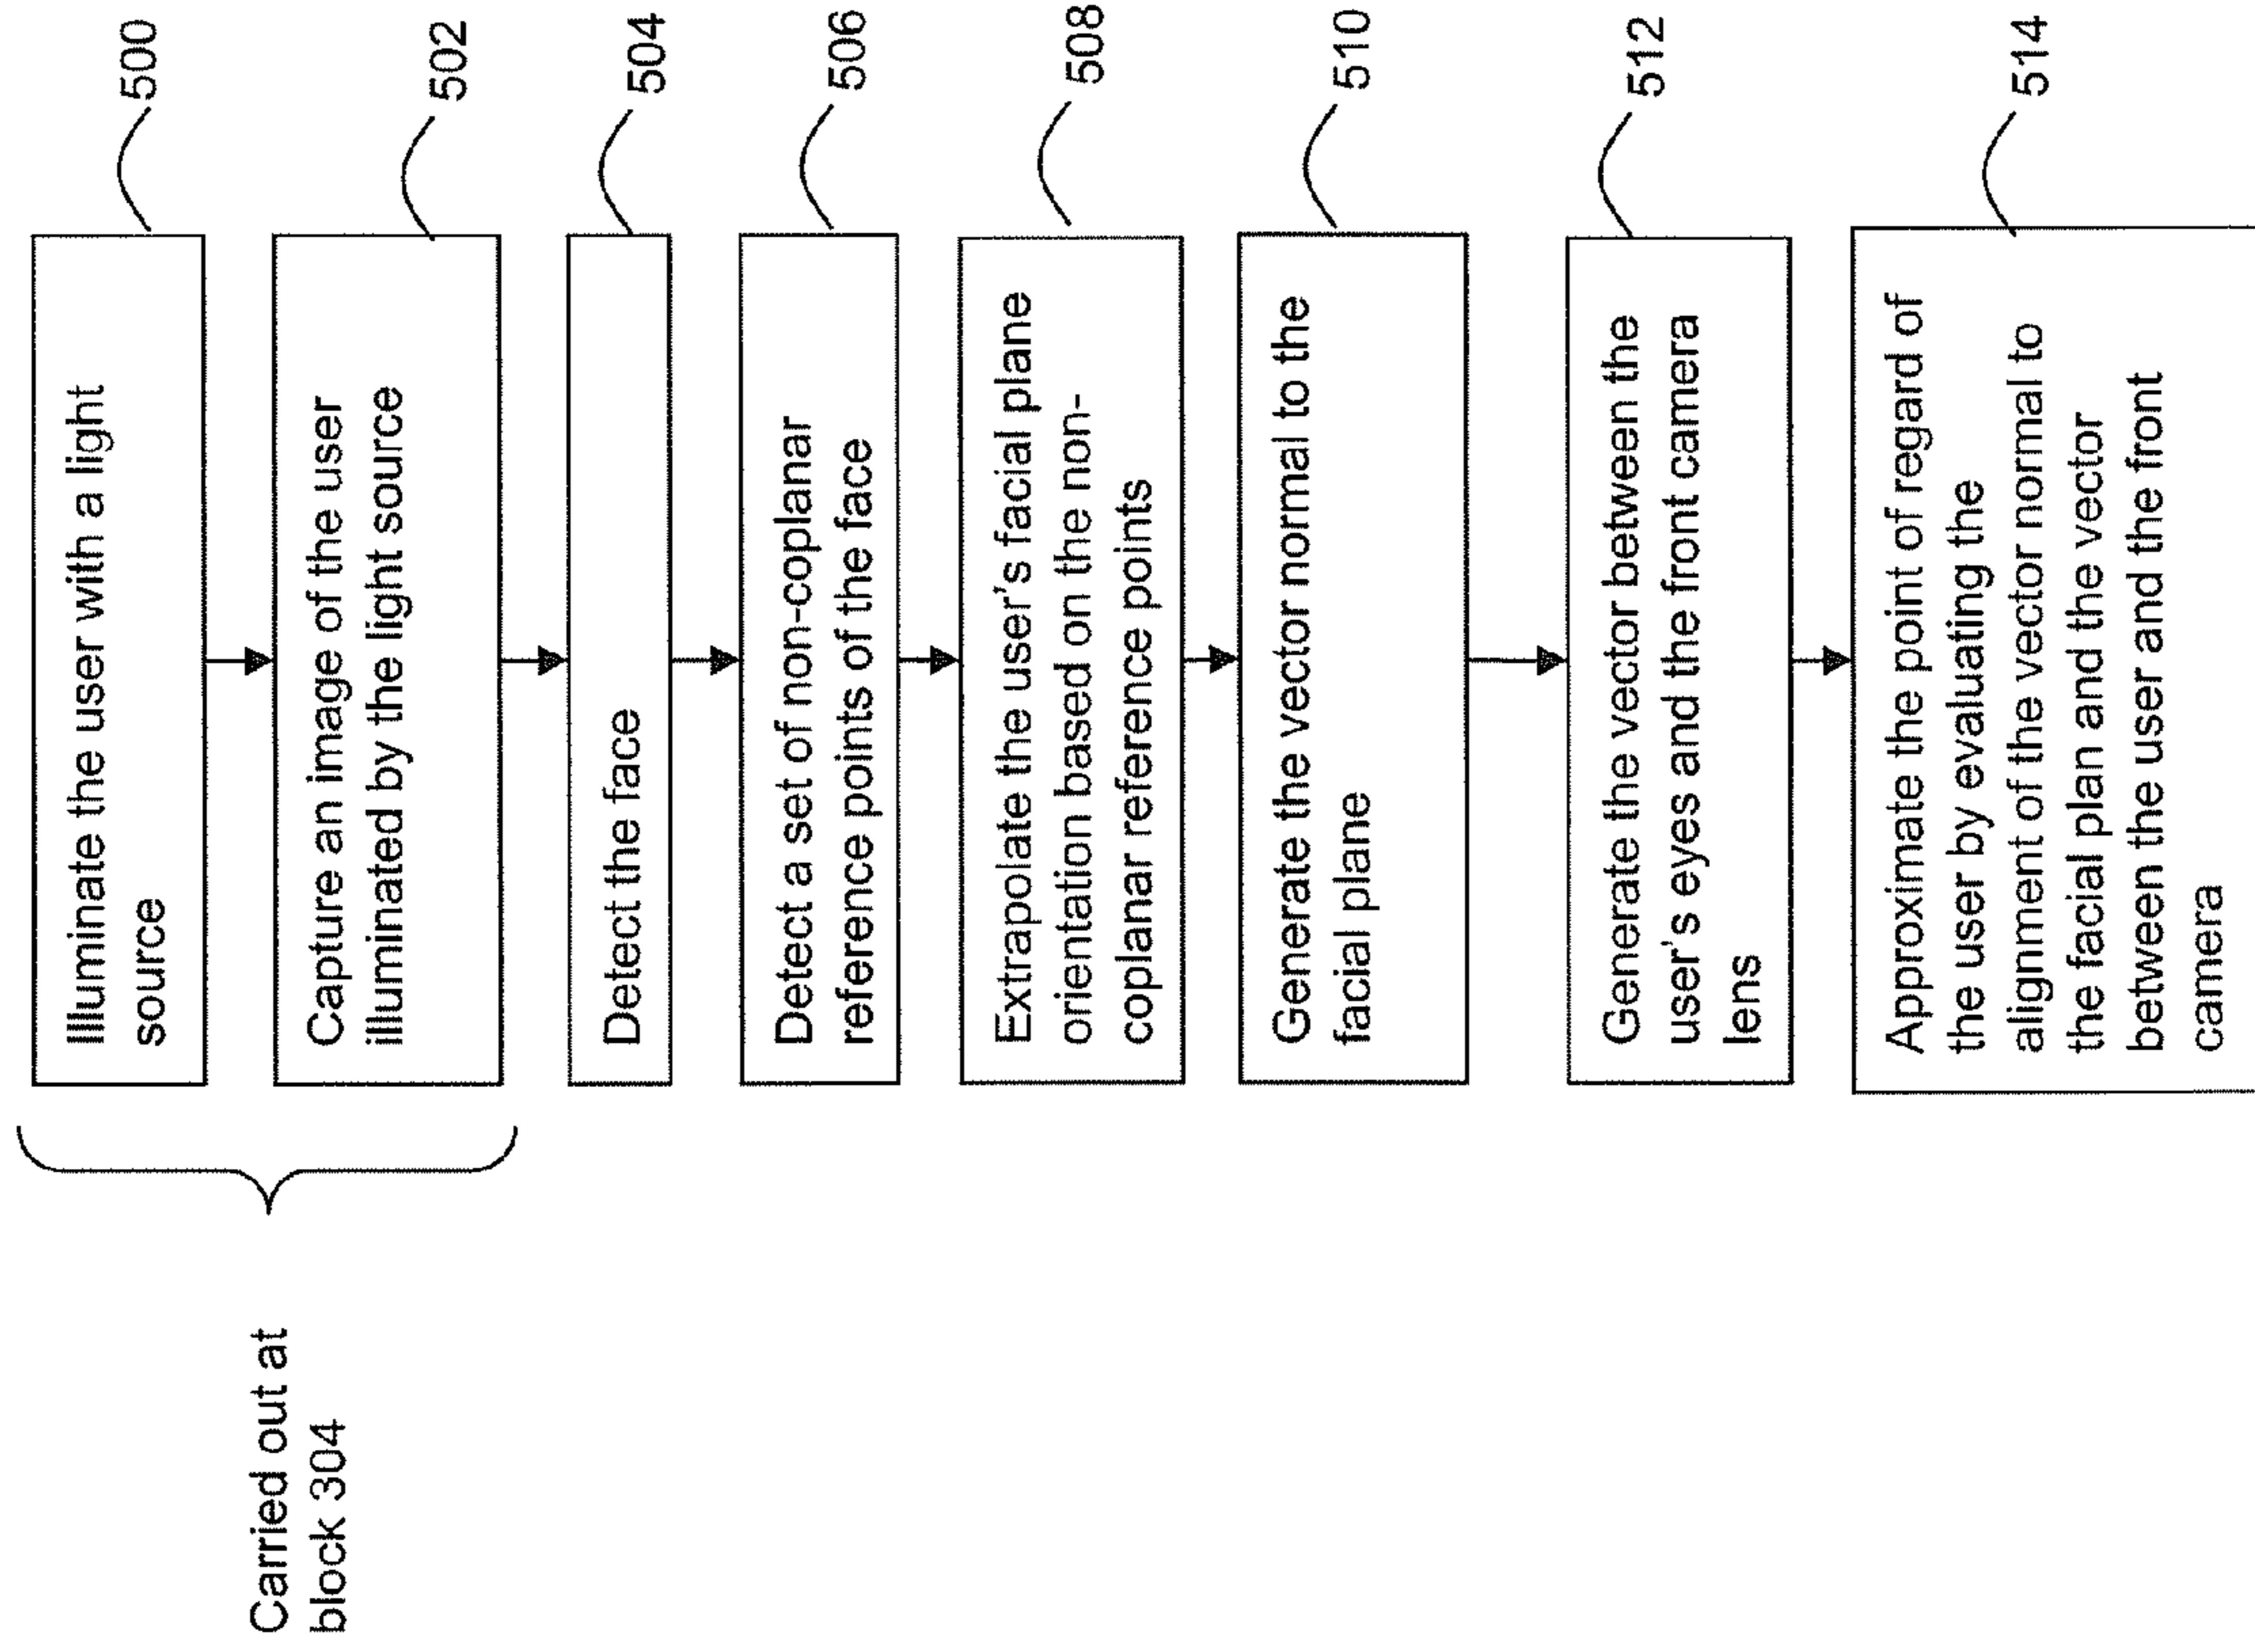 Illuminate the user with a light
source
500
Capture an image of the user
illuminated by the light source
502
Carried out at
block 304
Detect the face
504
Detect a set of non-coplanar
reference points of the face
506
Extrapolate the user's facial plane
orientation based on the non-
coplanar reference points
508
Generate the vector normal to the
facial plane
510
Generate the vector between the
user's eyes and the front camera
lens
512
Approximate the point of regard of
the user by evaluating the
alignment of the vector normal to
the facial plan and the vector
between the user and the front
camera
514